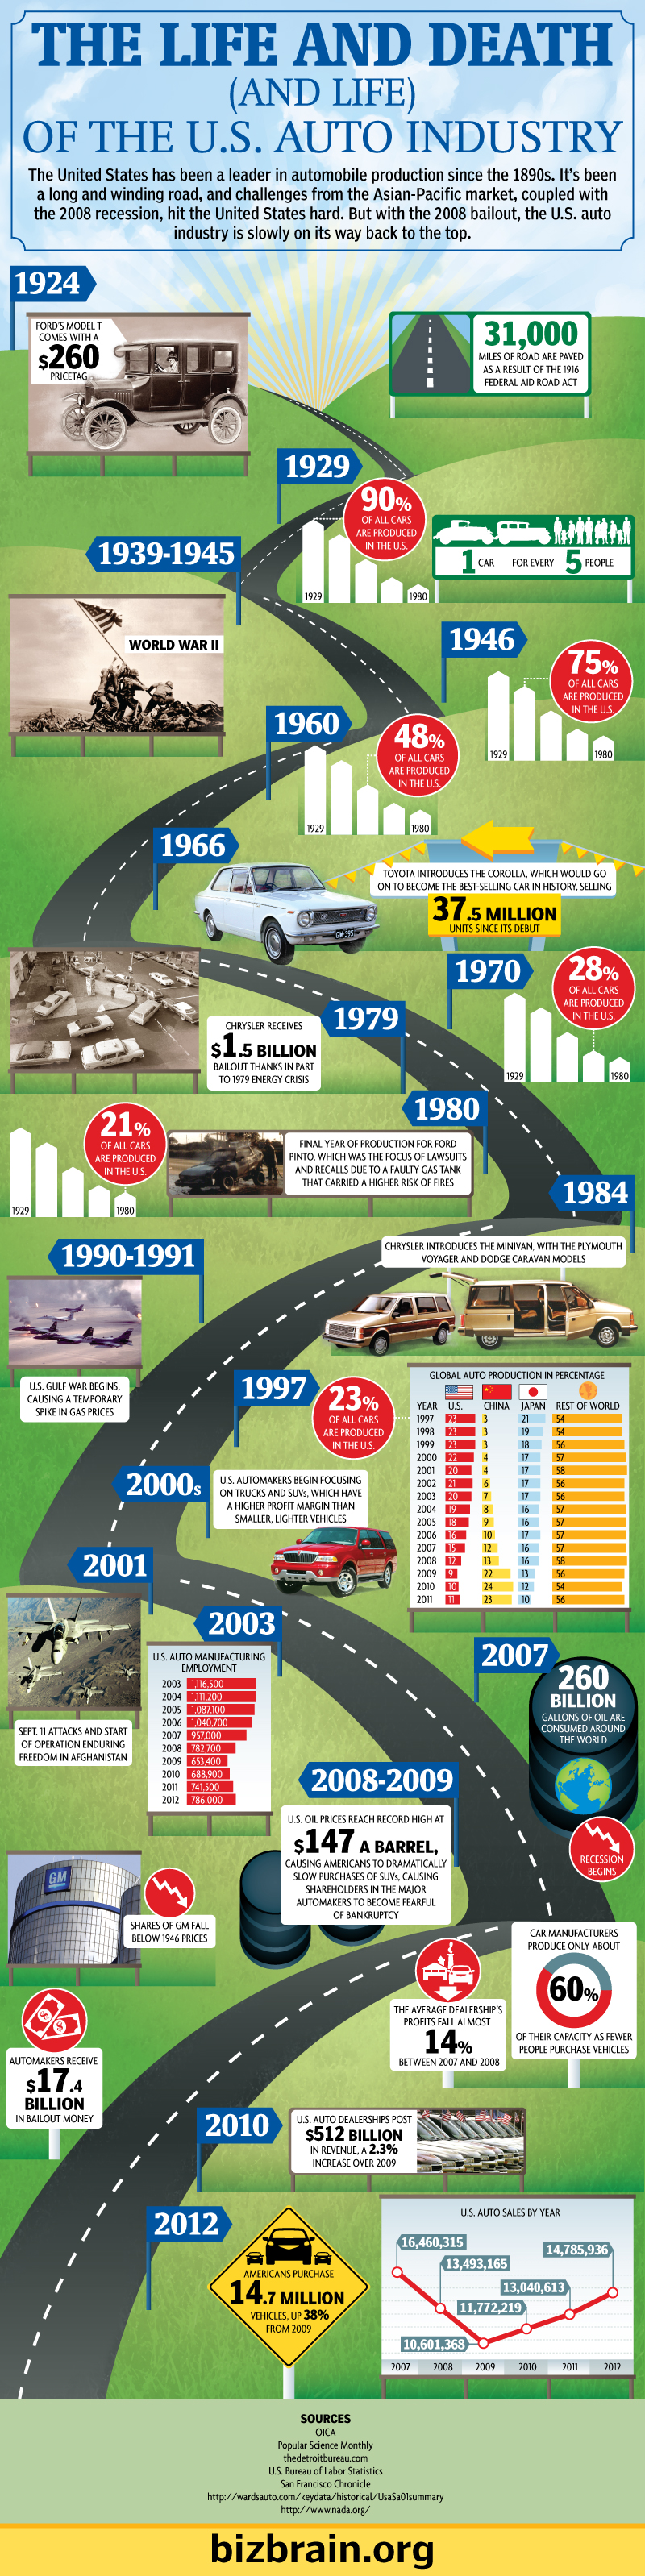 THE LIFE AND DEATH
(AND LIFE)
OF THE U.S. AUTO INDUSTRY
The United States has been a leader in automobile production since the 1890s. It's been
a long and winding road, and challenges from the Asian-Pacific market, coupled with
the 2008 recession, hit the United States hard. But with the 2008 bailout, the U.S. auto
industry is slowly on its way back to the top.
1924
FORD'S MODEL T
COMES WITH A
$260
PRICETAG
31,000
MILES OF ROAD ARE PAVED
AS A RESULT OF THE 1916
FEDERAL AID ROAD ACT
1929
90%
OF ALL CARS
ARE PRODUCED
IN THE U.S.
1929
1980
1 CAR FOR EVERY 5 PEOPLE
1939-1945
WORLD WAR II
1946
75%
OF ALL CARS
ARE PRODUCED
IN THE U.S.
1929
1980
1960
48%
OF ALL CARS
ARE PRODUCED
IN THE U.S.
1929
1980
1966
TOYOTA INTRODUCES THE COROLLA, WHICH WOULD GO
ON TO BECOME THE BEST-SELLING CAR IN HISTORY, SELLING
37.5 MILLION
UNITS SINCE ITS DEBUT
1970
28%
OF ALL CARS
ARE PRODUCED
IN THE U.S.
1929
1980
1979
CHRYSLER RECEIVES
$1.5 BILLION
BAILOUT THANKS IN PART
TO 1979 ENERGY CRISIS
1980
21%
OF ALL CARS
ARE PRODUCED
IN THE U.S.
1929
1980
FINAL YEAR OF PRODUCTION FOR FORD
PINTO, WHICH WAS THE FOCUS OF LAWSUITS
AND RECALLS DUE TO A FAULTY GAS TANK
THAT CARRIED A HIGHER RISK OF FIRES
1984
CHRYSLER INTRODUCES THE MINIVAN, WITH THE PLYMOUTH
VOYAGER AND DODGE CARAVAN MODELS
1990-1991
U.S. GULF WAR BEGINS,
CAUSING A TEMPORARY
SPIKE IN GAS PRICES
1997
23%
OF ALL CARS
ARE PRODUCED
IN THE U.S.
GLOBAL AUTO PRODUCTION IN PERCENTAGE
YEAR U.S. CHINA JAPAN REST OF WORLD
1997 23 3 21 54
1998 23 3 19 54
1999 23 3 18 56
2000 22 4 17 57
2001 20 4 17 58
2002 21 6 17 56
2003 20 7 17 56
2004 19 8 16 57
2005 18 9 16 57
2006 16 10 17 57
2007 15 12 16 57
2008 12 13 16 58
2009 9 22 13 56
2010 10 24 12 54
2011 11 23 10 56
2000s
U.S. AUTOMAKERS BEGIN FOCUSING
ON TRUCKS AND SUVs, WHICH HAVE
A HIGHER PROFIT MARGIN THAN
SMALLER, LIGHTER VEHICLES
2001
SEPT. 11 ATTACKS AND START
OF OPERATION ENDURING
FREEDOM IN AFGHANISTAN
2003
U.S. AUTO MANUFACTURING
EMPLOYMENT
2003 1,116,500
2004 1,111,200
2005 1,087,100
2006 1,040,700
2007 957,000
2008 782,700
2009 653,400
2010 688,900
2011 741,500
2012 786,000
2007
260
BILLION
GALLONS OF OIL ARE
CONSUMED AROUND
THE WORLD
RECESSION
BEGINS
2008-2009
U.S. OIL PRICES REACH RECORD HIGH AT
$147 A BARREL,
CAUSING AMERICANS TO DRAMATICALLY
SLOW PURCHASES OF SUVs, CAUSING
SHAREHOLDERS IN THE MAJOR
AUTOMAKERS TO BECOME FEARFUL
OF BANKRUPTCY
GM
SHARES OF GM FALL
BELOW 1946 PRICES
CAR MANUFACTURERS
PRODUCE ONLY ABOUT
60%
OF THEIR CAPACITY AS FEWER
PEOPLE PURCHASE VEHICLES
THE AVERAGE DEALERSHIP'S
PROFITS FALL ALMOST
14%
BETWEEN 2007 AND 2008
AUTOMAKERS RECEIVE
$17.4
BILLION
IN BAILOUT MONEY
2010
U.S. AUTO DEALERSHIPS POST
$512 BILLION
IN REVENUE, A 2.3%
INCREASE OVER 2009
2012
AMERICANS PURCHASE
14.7 MILLION
VEHICLES, UP 38%
FROM 2009
U.S. AUTO SALES BY YEAR
16,460,315
13,493,165
10,601,368
11,772,219
13,040,613
14,785,936
2007 2008 2009 2010 2011 2012
SOURCES
OICA
Popular Science Monthly
thedetroitbureau.com
U.S. Bureau of Labor Statistics
San Francisco Chronicle
http://wardsauto.com/keydata/historical/UsaSa01summary
http://www.nada.org/
bizbrain.org